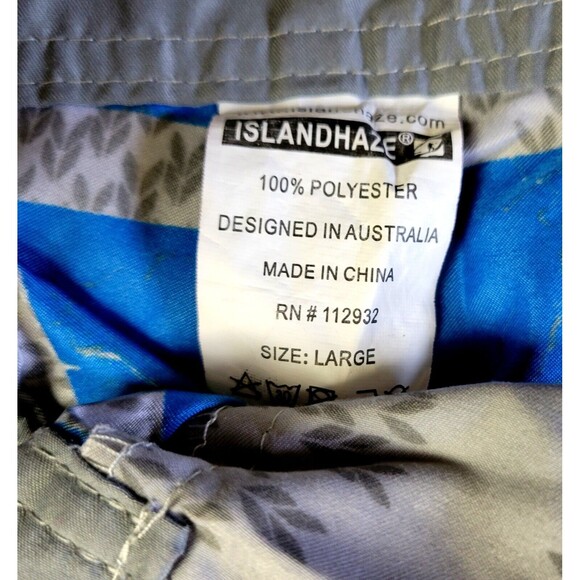 ISLANDHAZE®
100% POLYESTER
DESIGNED IN AUSTRALIA
MADE IN CHINA
RN # 112932
SIZE: LARGE